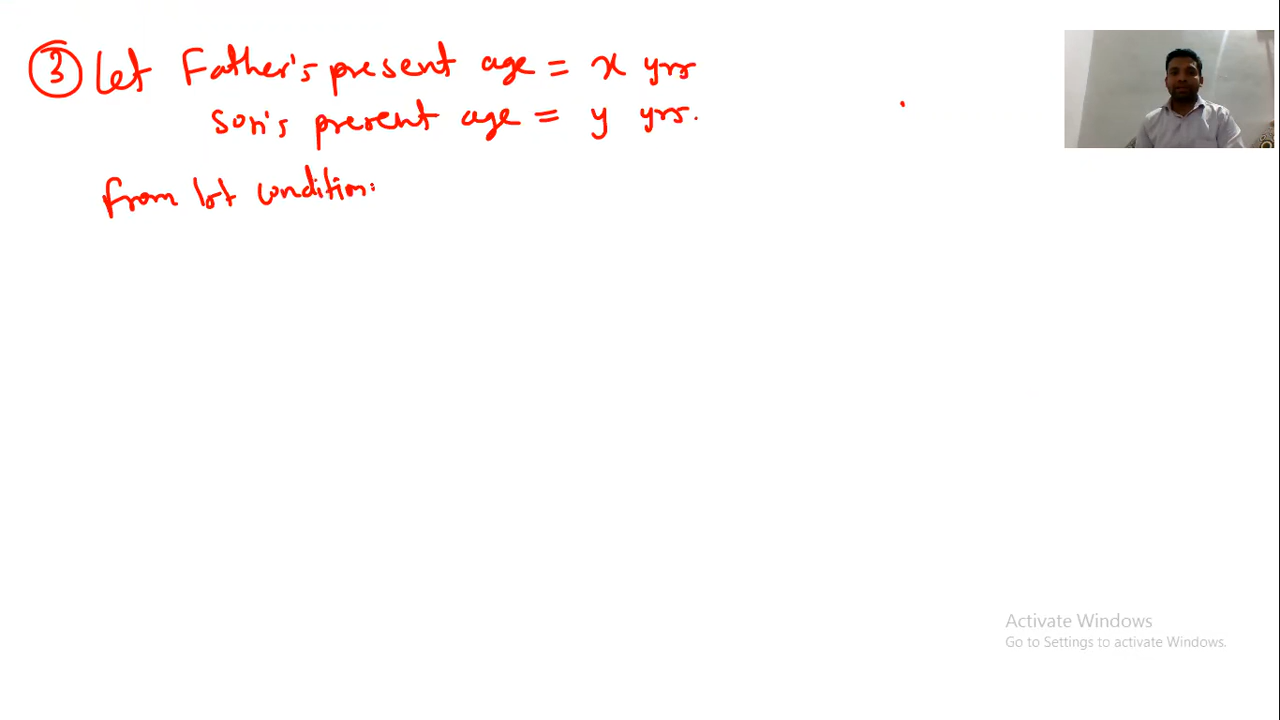 ③ Let Father's present age = x yrs
son's present age = y yrs.
From 1st condition:
Activate Windows
Go to Settings to activate Windows.